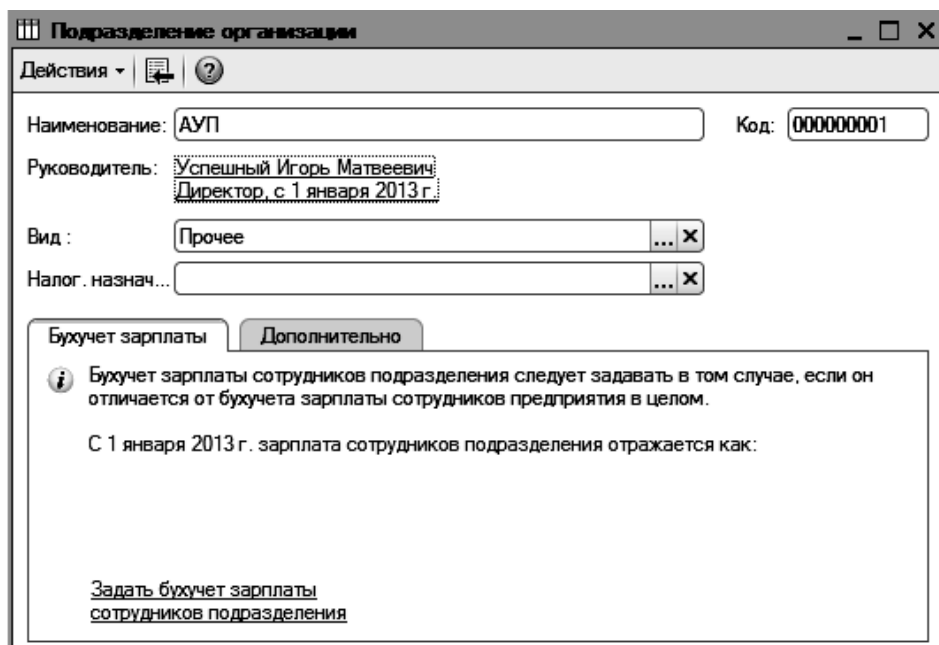 Подразделение организации
Действия
Наименование: АУП Код: 000000001
Руководитель: Успешный Игорь Матвеевич
Директор, с 1 января 2013 г.
Вид : Прочее ...
Налог. назнач... ...
Бухучет зарплаты Дополнительно
Бухучет зарплаты сотрудников подразделения следует задавать в том случае, если он
отличается от бухучета зарплаты сотрудников предприятия в целом.
С 1 января 2013 г. зарплата сотрудников подразделения отражается как:
Задать бухучет зарплаты
сотрудников подразделения